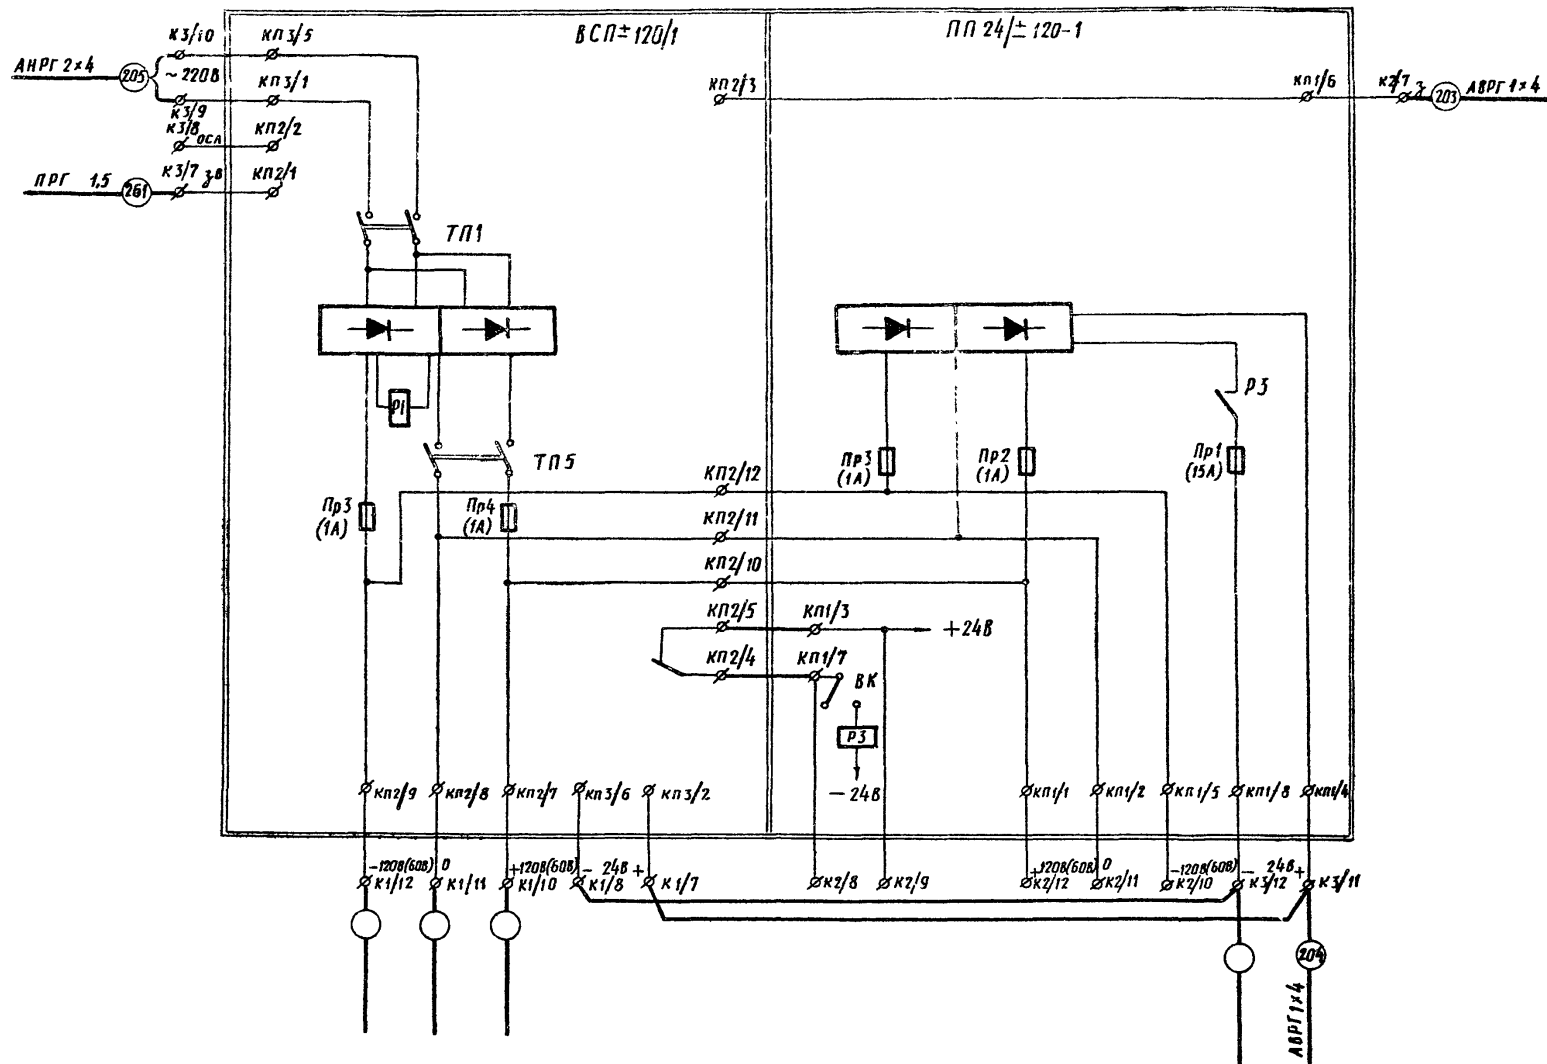 ВСП±120/1
ПП 24/±120-1
К3/10
КП3/5
АНРГ 2×4
205
~220В
КП3/1
К3/9
К3/8
ОСА
КП2/2
ПРГ 1,5
261
К3/7
зв
КП2/1
КП2/3
КП1/6
К2/7
З
203
АВРГ 1×4
ТП1
Р1
ТП5
Р3
Пр3
(1А)
Пр4
(1А)
Пр3
(1А)
Пр2
(1А)
Пр1
(15А)
КП2/12
КП2/11
КП2/10
КП2/5
КП1/3
+24В
КП2/4
КП1/7
ВК
Р3
−24В
КП2/9
КП2/8
КП2/7
КП3/6
КП3/2
КП1/1
КП1/2
КП1/5
КП1/8
КП1/4
−120В(60В)
0
+120В(60В)
− 24В +
+120В(60В)
0
−120В(60В)
− 24В +
К1/12
К1/11
К1/10
К1/8
К1/7
К2/8
К2/9
К2/12
К2/11
К2/10
К3/12
К3/11
204
АВРГ 1×4